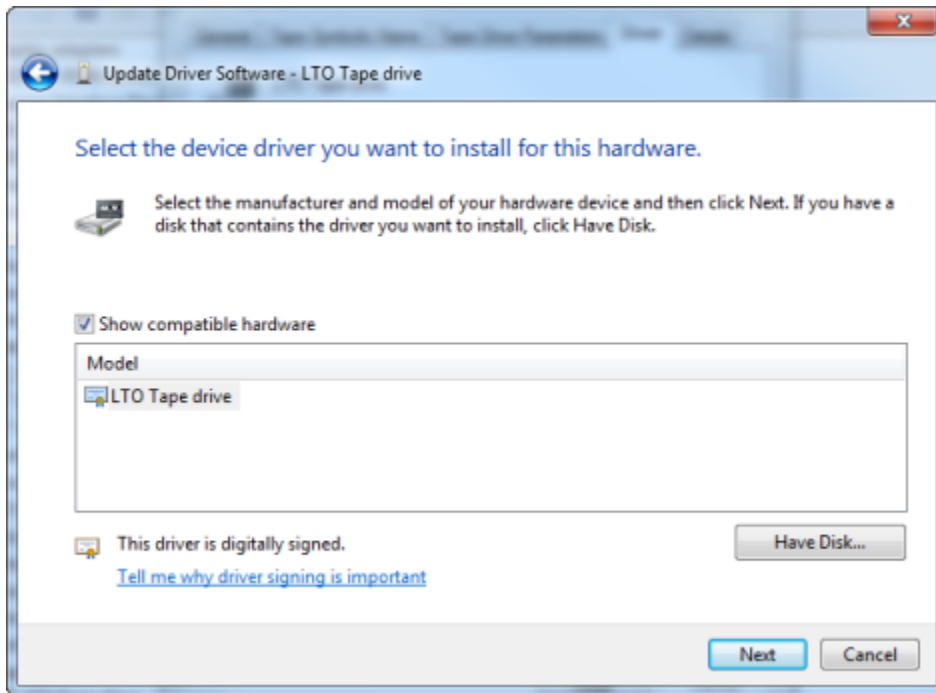 Update Driver Software - LTO Tape drive
Select the device driver you want to install for this hardware.
Select the manufacturer and model of your hardware device and then click Next. If you have a
disk that contains the driver you want to install, click Have Disk.
Show compatible hardware
Model
LTO Tape drive
This driver is digitally signed.
Have Disk...
Tell me why driver signing is important
Next
Cancel